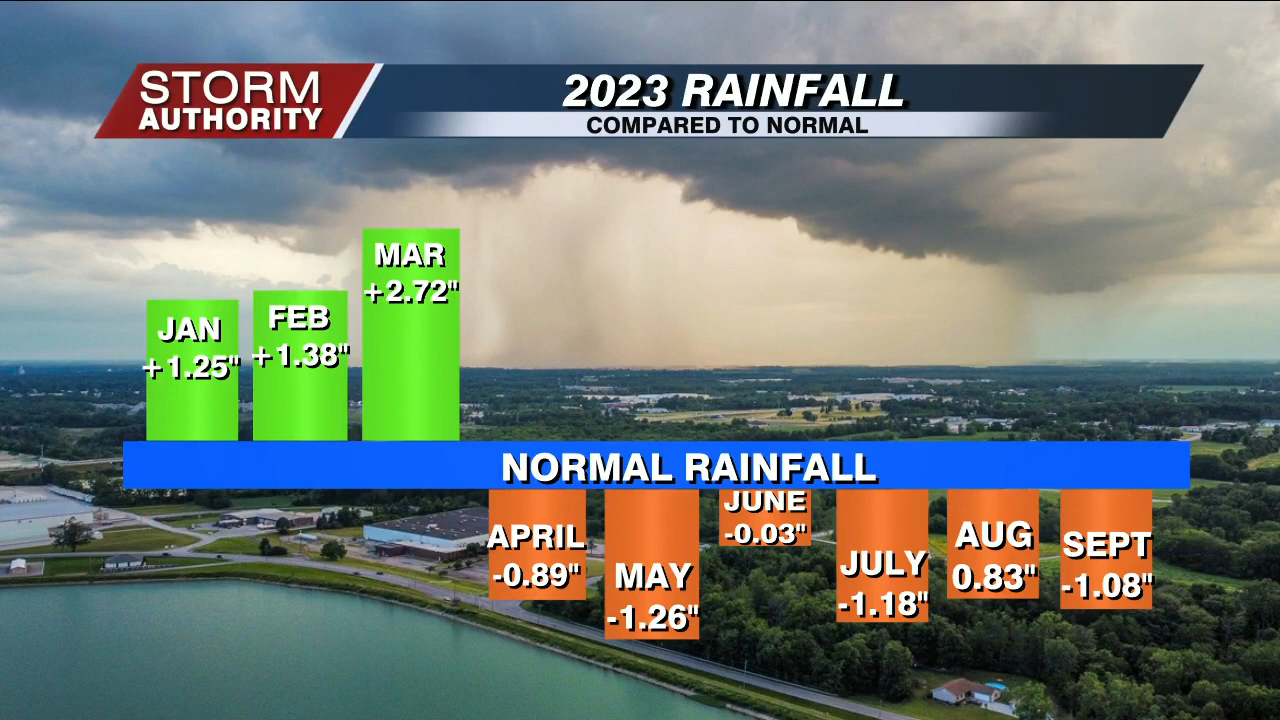 STORM
AUTHORITY
2023 RAINFALL
COMPARED TO NORMAL
JAN
+1.25"
FEB
+1.38"
MAR
+2.72"
NORMAL RAINFALL
APRIL
-0.89"
MAY
-1.26"
JUNE
-0.03"
JULY
-1.18"
AUG
0.83"
SEPT
-1.08"